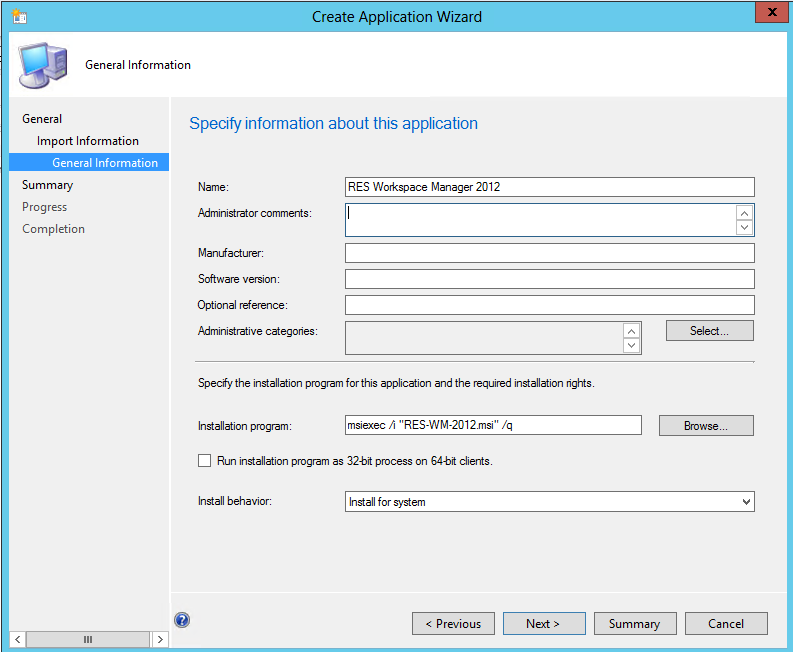 Create Application Wizard
x
General Information
General
Import Information
General Information
Summary
Progress
Completion
Specify information about this application
Name: RES Workspace Manager 2012
Administrator comments:
Manufacturer:
Software version:
Optional reference:
Administrative categories: Select...
Specify the installation program for this application and the required installation rights.
Installation program: msiexec /i "RES-WM-2012.msi" /q Browse...
Run installation program as 32-bit process on 64-bit clients.
Install behavior: Install for system
? < Previous Next > Summary Cancel